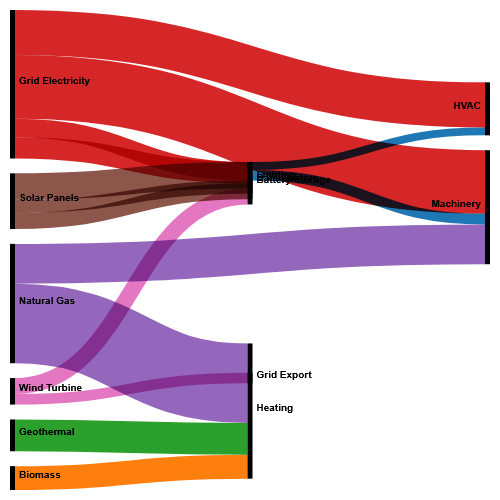 Grid Electricity
HVAC
Battery Storage
Solar Panels
Machinery
Natural Gas
Grid Export
Wind Turbine
Heating
Geothermal
Biomass